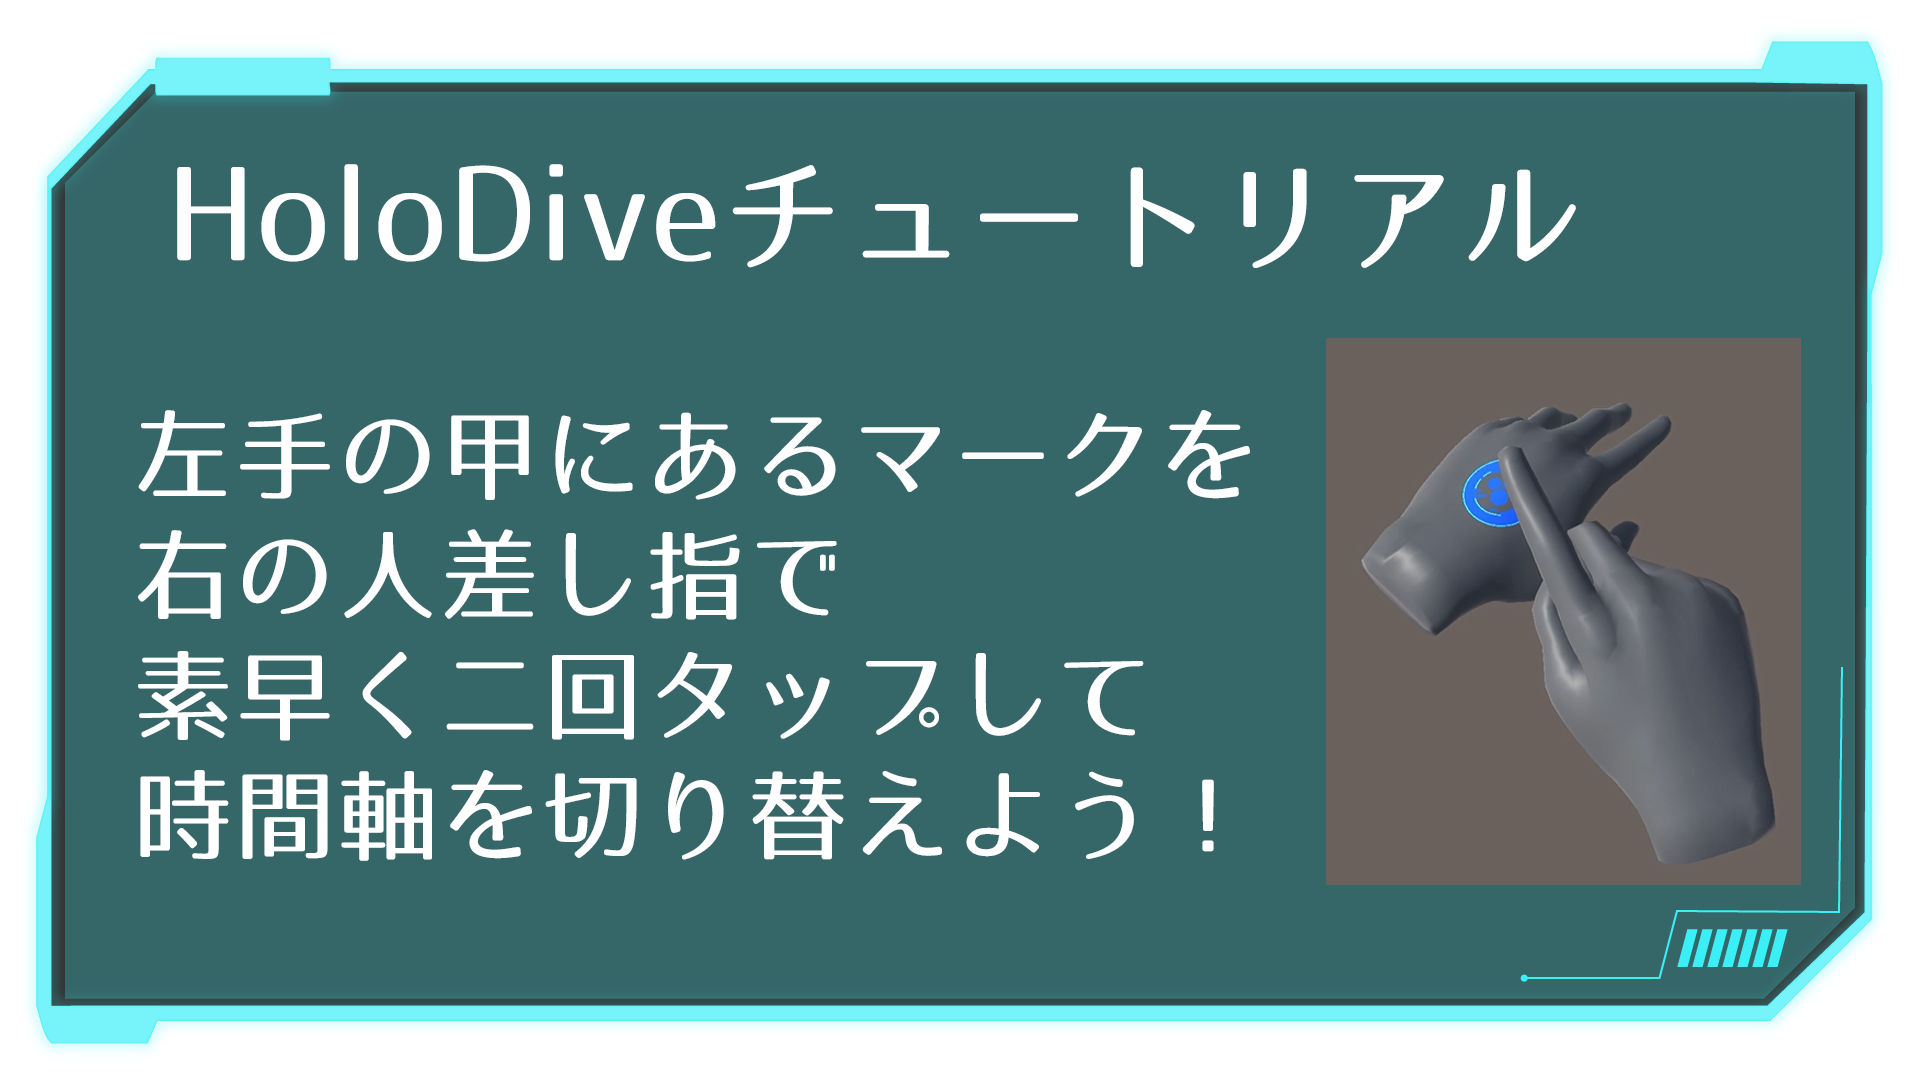 HoloDiveチュートリアル
左手の甲にあるマークを
右の人差し指で
素早く二回タップして
時間軸を切り替えよう！